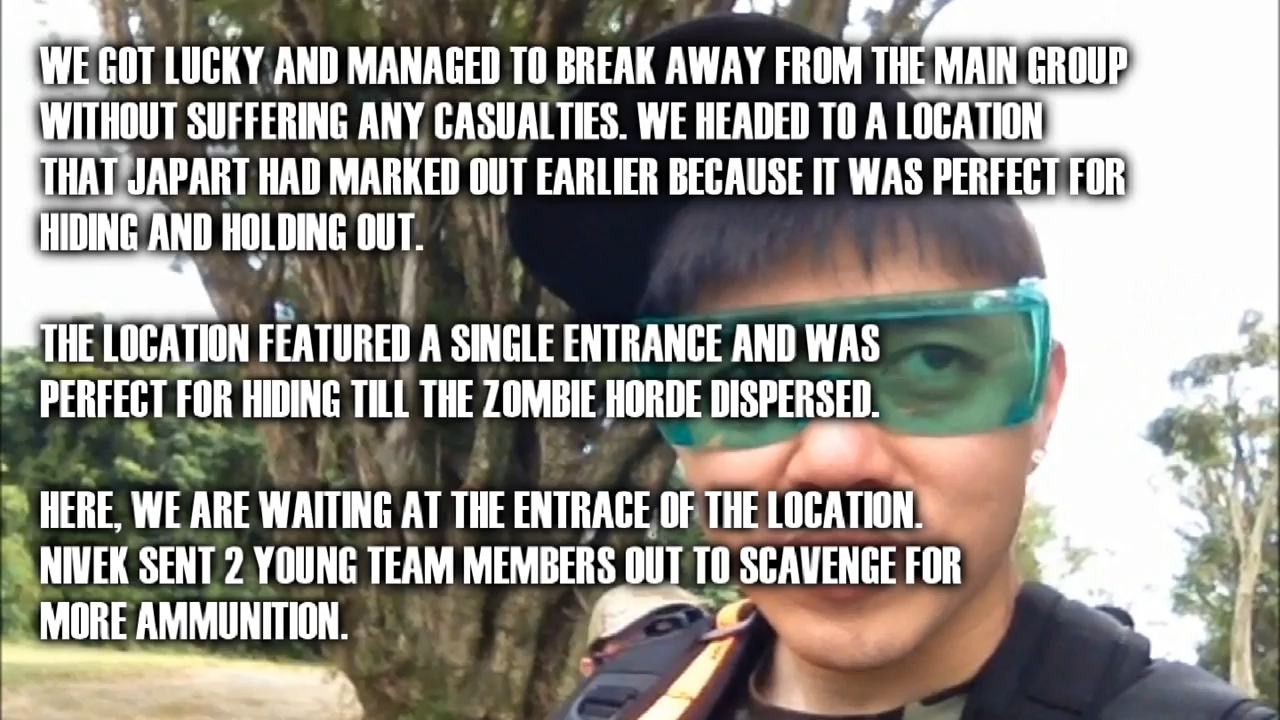 WE GOT LUCKY AND MANAGED TO BREAK AWAY FROM THE MAIN GROUP
WITHOUT SUFFERING ANY CASUALTIES. WE HEADED TO A LOCATION
THAT JAPART HAD MARKED OUT EARLIER BECAUSE IT WAS PERFECT FOR
HIDING AND HOLDING OUT.
THE LOCATION FEATURED A SINGLE ENTRANCE AND WAS
PERFECT FOR HIDING TILL THE ZOMBIE HORDE DISPERSED.
HERE, WE ARE WAITING AT THE ENTRACE OF THE LOCATION.
NIVEK SENT 2 YOUNG TEAM MEMBERS OUT TO SCAVENGE FOR
MORE AMMUNITION.